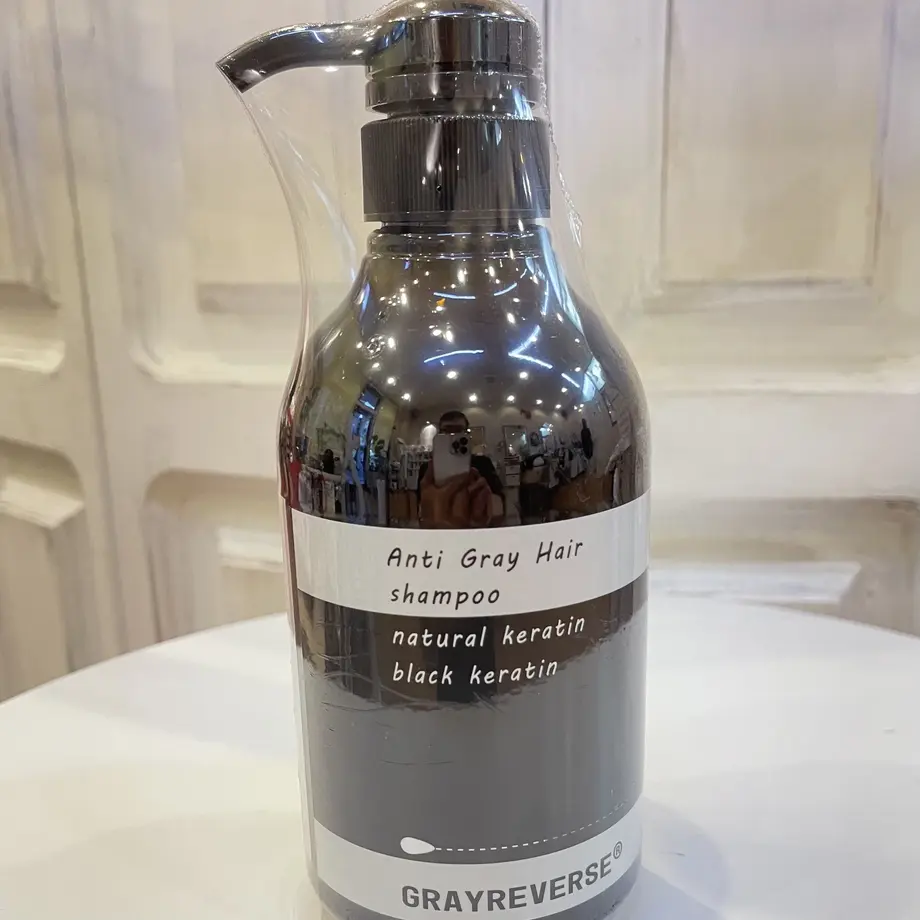 Anti Gray Hair
shampoo
natural keratin
black keratin
GRAYREVERSE®